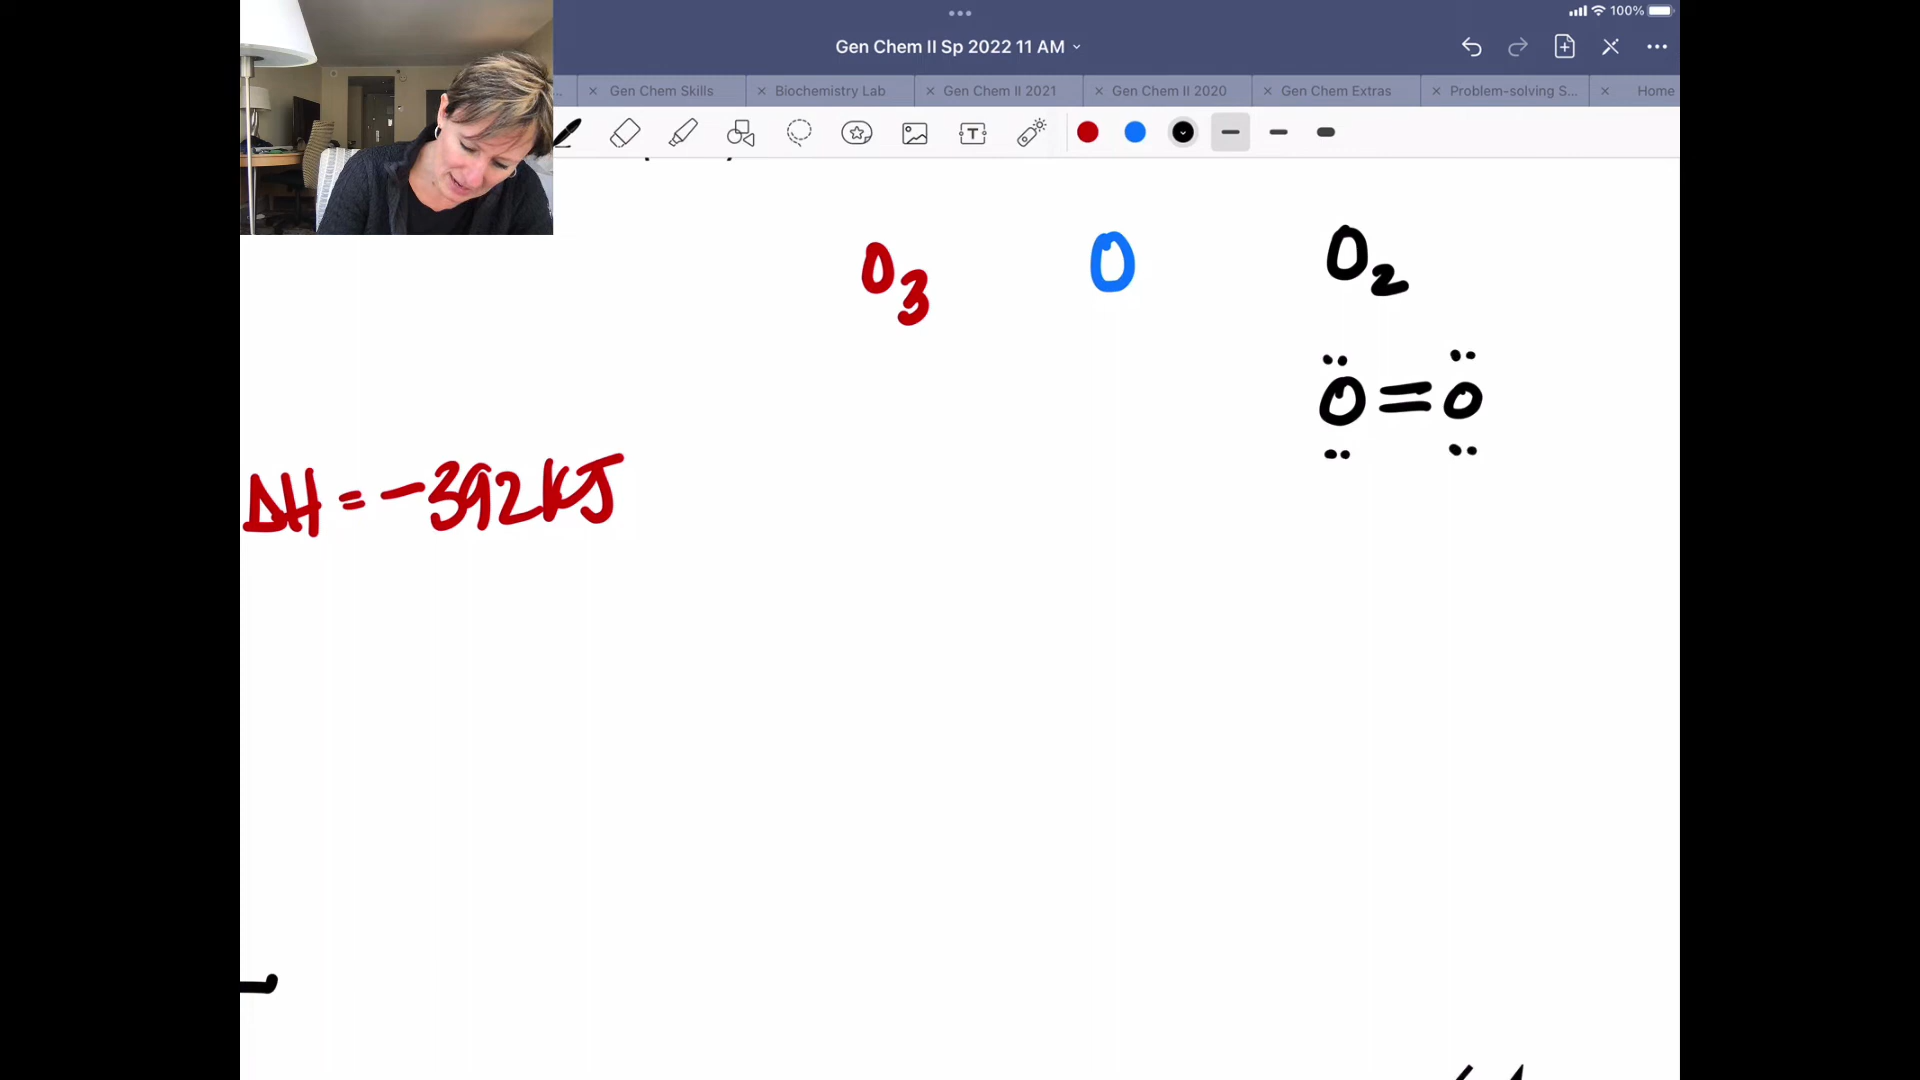 100%
Gen Chem II Sp 2022 11 AM
... Gen Chem Skills Biochemistry Lab Gen Chem II 2021 Gen Chem II 2020 Gen Chem Extras Problem-solving S... Home
T
O₃ O O₂
O=O
ΔH = -392 kJ